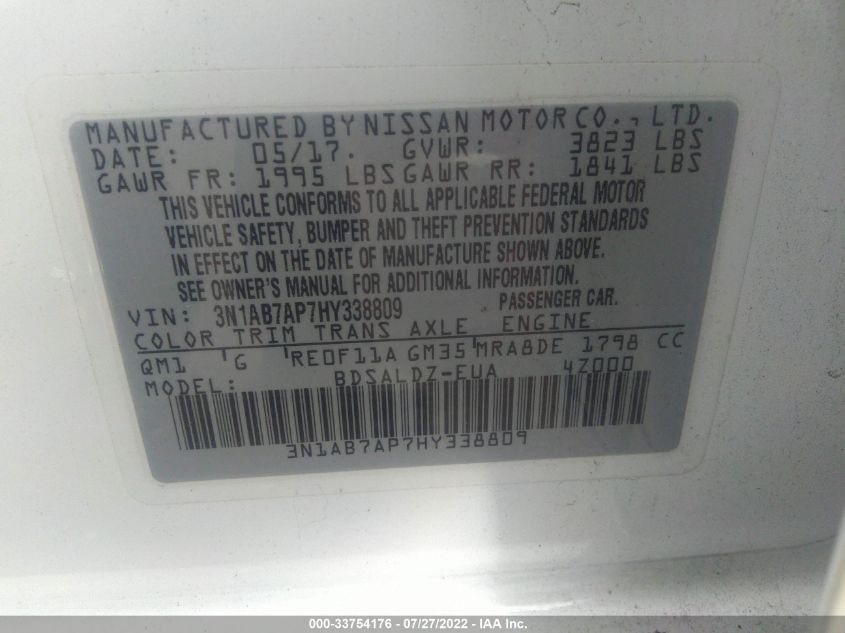 MANUFACTURED BY NISSAN MOTOR CO., LTD.
DATE: 05/17. GVWR: 3823 LBS
GAWR FR: 1995 LBS GAWR RR: 1841 LBS
THIS VEHICLE CONFORMS TO ALL APPLICABLE FEDERAL MOTOR
VEHICLE SAFETY, BUMPER AND THEFT PREVENTION STANDARDS
IN EFFECT ON THE DATE OF MANUFACTURE SHOWN ABOVE.
SEE OWNER'S MANUAL FOR ADDITIONAL INFORMATION.
VIN: 3N1AB7AP7HY338809 PASSENGER CAR.
COLOR TRIM TRANS AXLE ENGINE
QM1 'G 'RE0F11A GM35 'MRA8DE 1798 CC
MODEL: BDSALDZ-EUA 4Z000
3N1AB7AP7HY338809
000-33754176 / 07/27/2022 - IAA Inc.